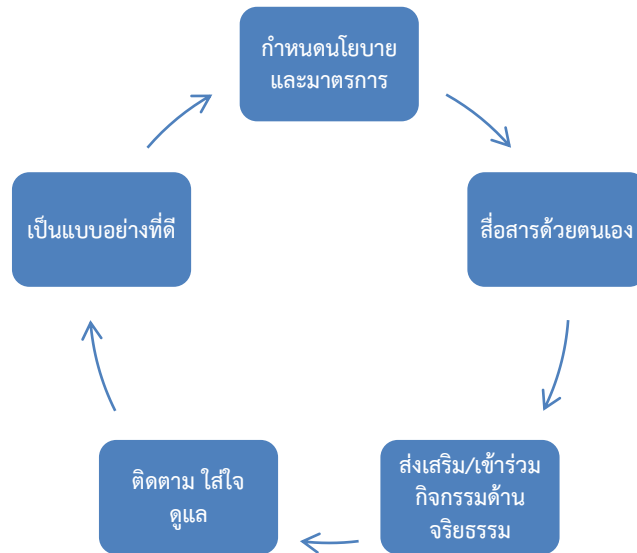 กำหนดนโยบาย
และมาตรการ
สื่อสารด้วยตนเอง
ส่งเสริม/เข้าร่วม
กิจกรรมด้าน
จริยธรรม
ติดตาม ใส่ใจ
ดูแล
เป็นแบบอย่างที่ดี